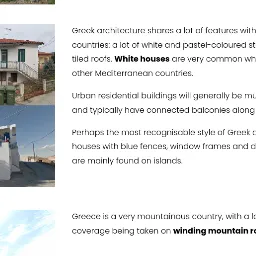 Greek architecture shares a lot of features with
countries: a lot of white and pastel-coloured st
tiled roofs. White houses are very common wh
other Mediterranean countries.
Urban residential buildings will generally be mu
and typically have connected balconies along
Perhaps the most recognisable style of Greek a
houses with blue fences, window frames and d
are mainly found on islands.
Greece is a very mountainous country, with a lo
coverage being taken on winding mountain ro